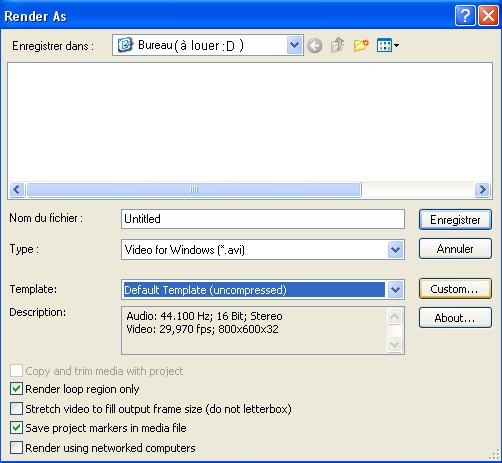 Render As
Enregistrer dans :
Bureau (à louer :D )
Nom du fichier :
Untitled
Enregistrer
Type :
Video for Windows (*.avi)
Annuler
Template:
Default Template (uncompressed)
Custom...
Description:
Audio: 44.100 Hz; 16 Bit; Stereo
Video: 29,970 fps; 800x600x32
About...
Copy and trim media with project
Render loop region only
Stretch video to fill output frame size (do not letterbox)
Save project markers in media file
Render using networked computers